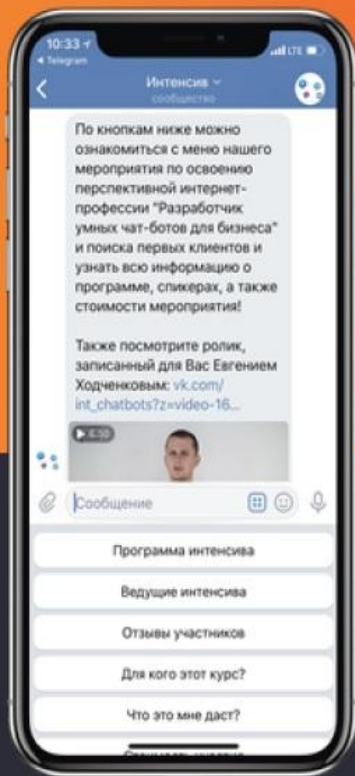 10:33
LTE
Telegram
Интенсив
сообщество
По кнопкам ниже можно
ознакомиться с меню нашего
мероприятия по освоению
перспективной интернет-
профессии "Разработчик
умных чат-ботов для бизнеса"
и поиска первых клиентов и
узнать всю информацию о
программе, спикерах, а также
стоимости мероприятия!
Также посмотрите ролик,
записанный для Вас Евгением
Ходченковым: vk.com/
int_chatbots?z=video-16...
Сообщение
Программа интенсива
Ведущие интенсива
Отзывы участников
Для кого этот курс?
Что это мне даст?